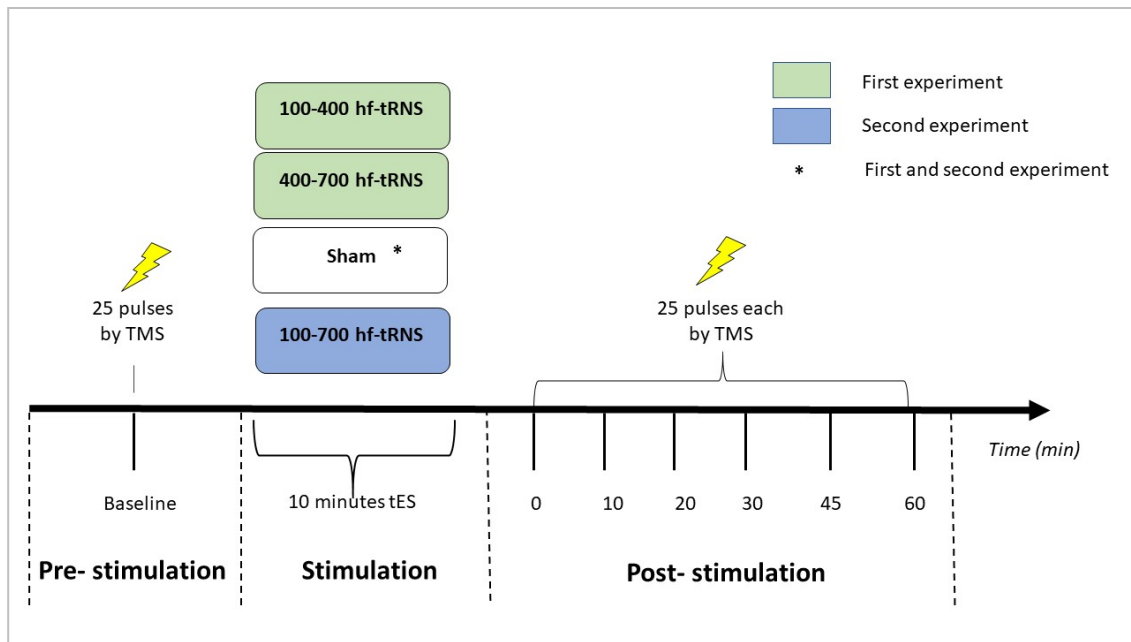 100-400 hf-tRNS
400-700 hf-tRNS
Sham *
100-700 hf-tRNS
First experiment
Second experiment
* First and second experiment
25 pulses
by TMS
25 pulses each
by TMS
Time (min)
Baseline
10 minutes tES
0 10 20 30 45 60
Pre- stimulation
Stimulation
Post- stimulation